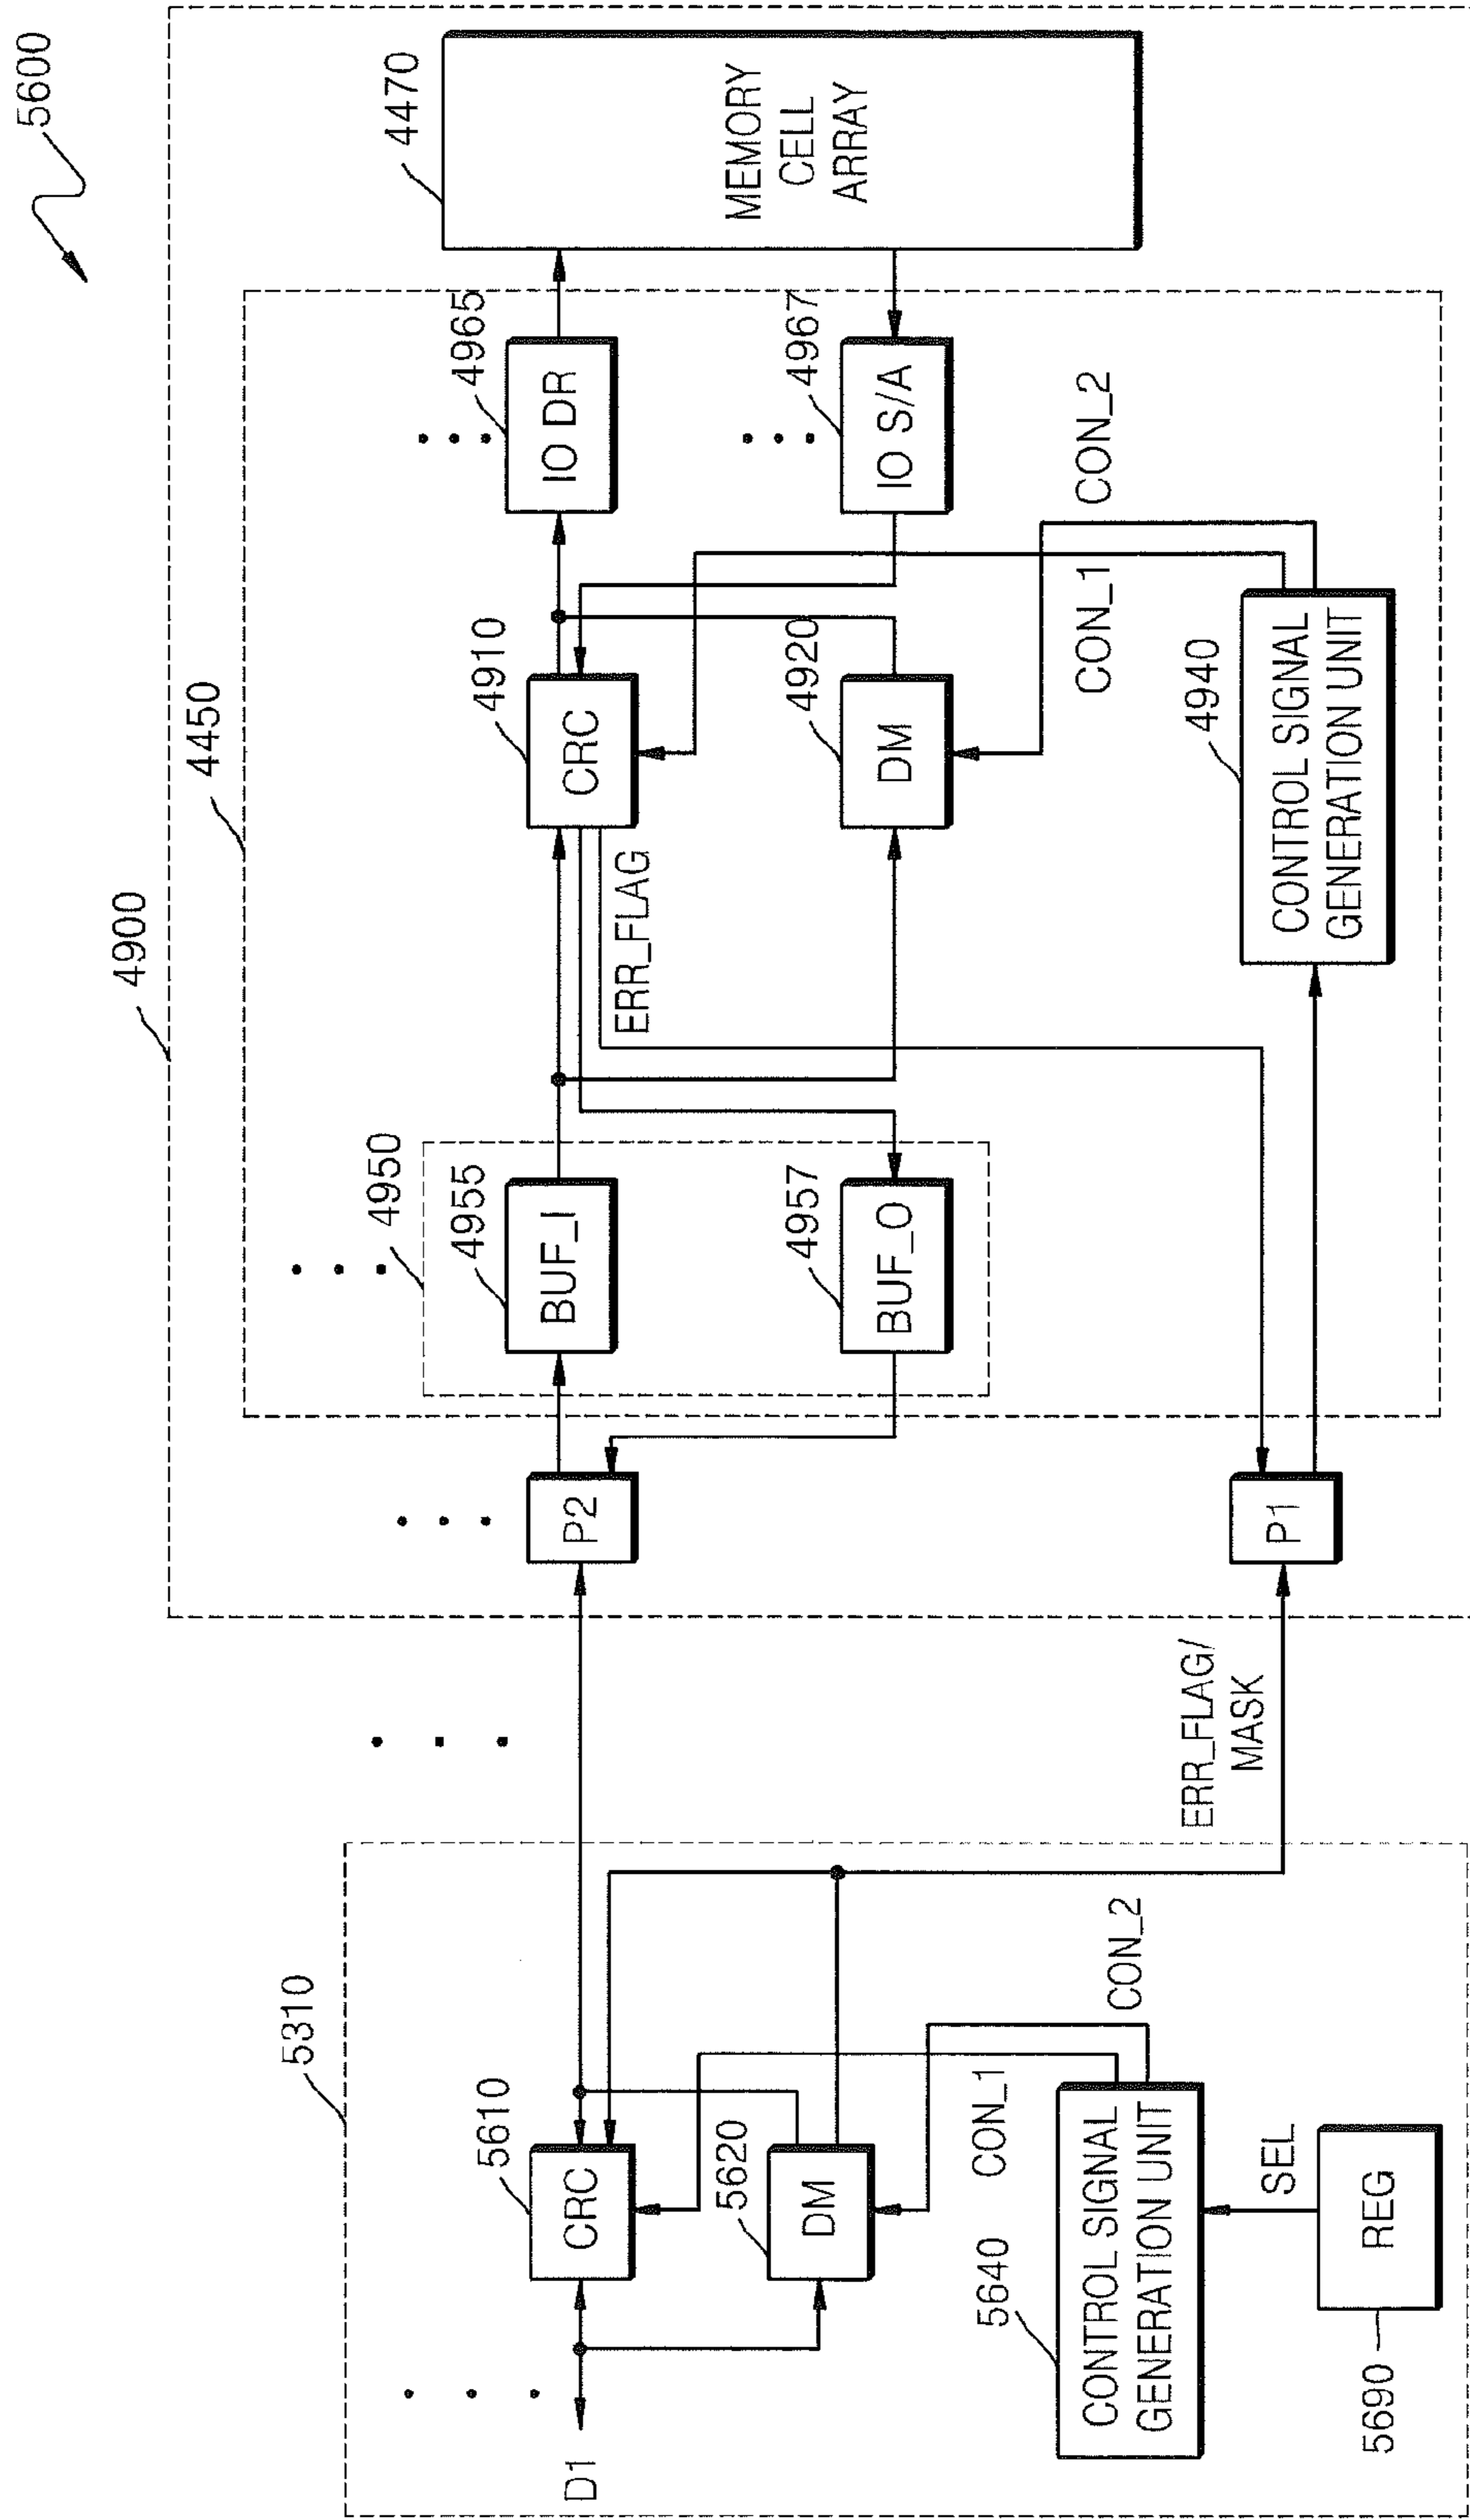 5600
4900
4450
4470
MEMORY
CELL
ARRAY
4965
IO DR
4967
IO S/A
4910
CRC
4920
DM
CON_1
CON_2
4940
CONTROL SIGNAL
GENERATION UNIT
ERR_FLAG
4950
4955
BUF_I
4957
BUF_O
P2
P1
ERR_FLAG/
MASK
5310
5610
CRC
5620
DM
CON_1
CON_2
5640
CONTROL SIGNAL
GENERATION UNIT
SEL
REG
5690
D1